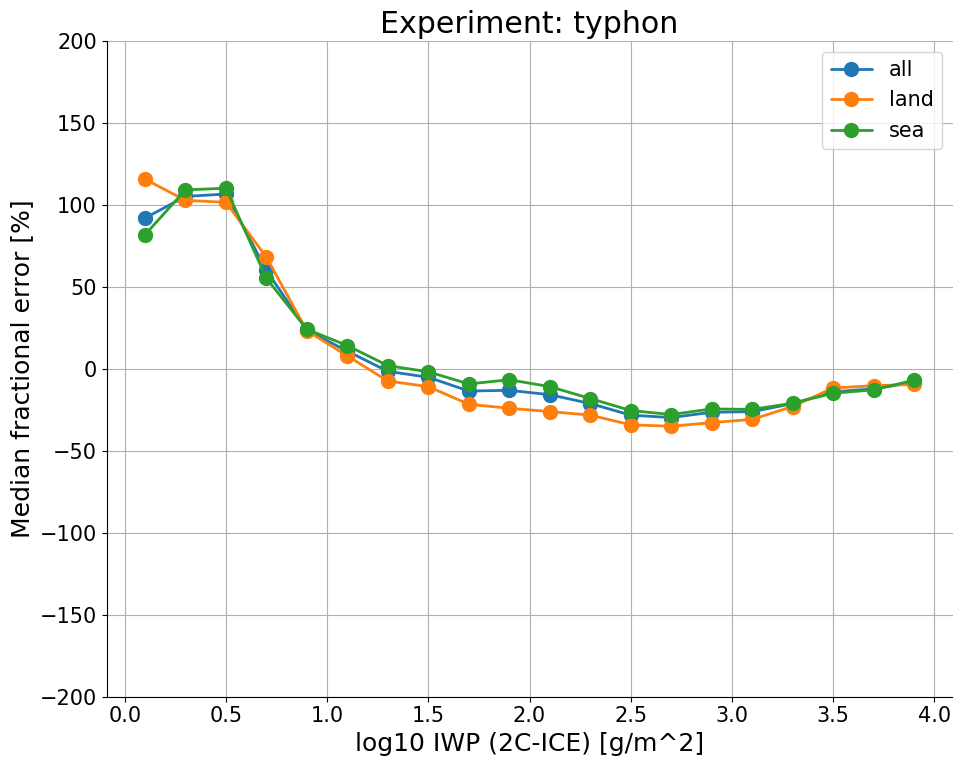 Experiment: typhon
all
land
sea
Median fractional error [%]
200
150
100
50
0
−50
−100
−150
−200
0.0 0.5 1.0 1.5 2.0 2.5 3.0 3.5 4.0
log10 IWP (2C-ICE) [g/m^2]